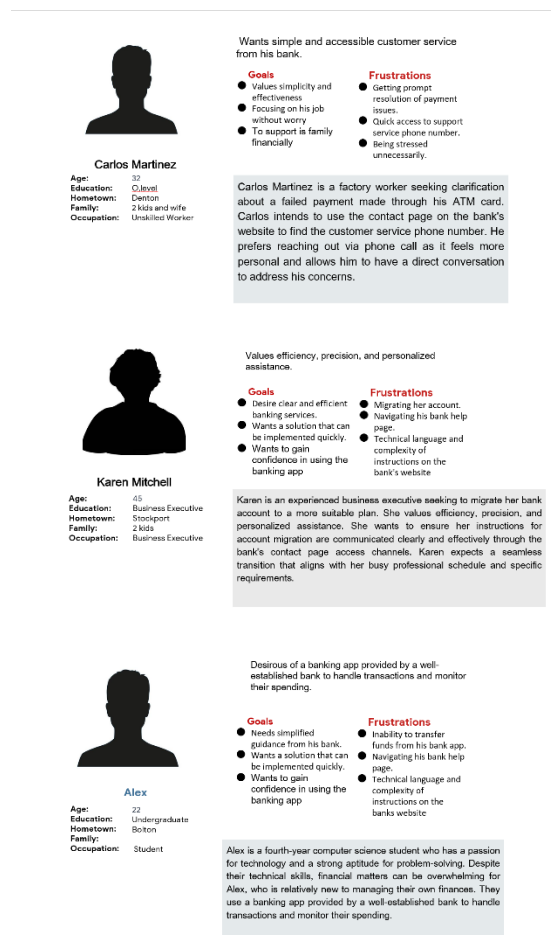 Wants simple and accessible customer service
from his bank.
Goals
Values simplicity and
effectiveness
Focusing on his job
without worry
To support is family
financially
Frustrations
Getting prompt
resolution of payment
issues.
Quick access to support
service phone number.
Being stressed
unnecessarily.
Carlos Martinez
Age: 32
Education: O,level
Hometown: Denton
Family: 2 kids and wife
Occupation: Unskilled Worker
Carlos Martinez is a factory worker seeking clarification
about a failed payment made through his ATM card.
Carlos intends to use the contact page on the bank's
website to find the customer service phone number. He
prefers reaching out via phone call as it feels more
personal and allows him to have a direct conversation
to address his concerns.
Values efficiency, precision, and personalized
assistance.
Goals
Desire clear and efficient
banking services.
Wants a solution that can
be implemented quickly.
Wants to gain
confidence in using the
banking app
Frustrations
Migrating her account.
Navigating his bank help
page.
Technical language and
complexity of
instructions on the
bank's website
Karen Mitchell
Age: 45
Education: Business Executive
Hometown: Stockport
Family: 2 kids
Occupation: Business Executive
Karen is an experienced business executive seeking to migrate her bank
account to a more suitable plan. She values efficiency, precision, and
personalized assistance. She wants to ensure her instructions for
account migration are communicated clearly and effectively through the
bank's contact page access channels. Karen expects a seamless
transition that aligns with her busy professional schedule and specific
requirements.
Desirous of a banking app provided by a well-
established bank to handle transactions and monitor
their spending.
Goals
Needs simplified
guidance from his bank.
Wants a solution that can
be implemented quickly.
Wants to gain
confidence in using the
banking app
Frustrations
Inability to transfer
funds from his bank app.
Navigating his bank help
page.
Technical language and
complexity of
instructions on the
banks website
Alex
Age: 22
Education: Undergraduate
Hometown: Bolton
Family:
Occupation: Student
Alex is a fourth-year computer science student who has a passion
for technology and a strong aptitude for problem-solving. Despite
their technical skills, financial matters can be overwhelming for
Alex, who is relatively new to managing their own finances. They
use a banking app provided by a well-established bank to handle
transactions and monitor their spending.